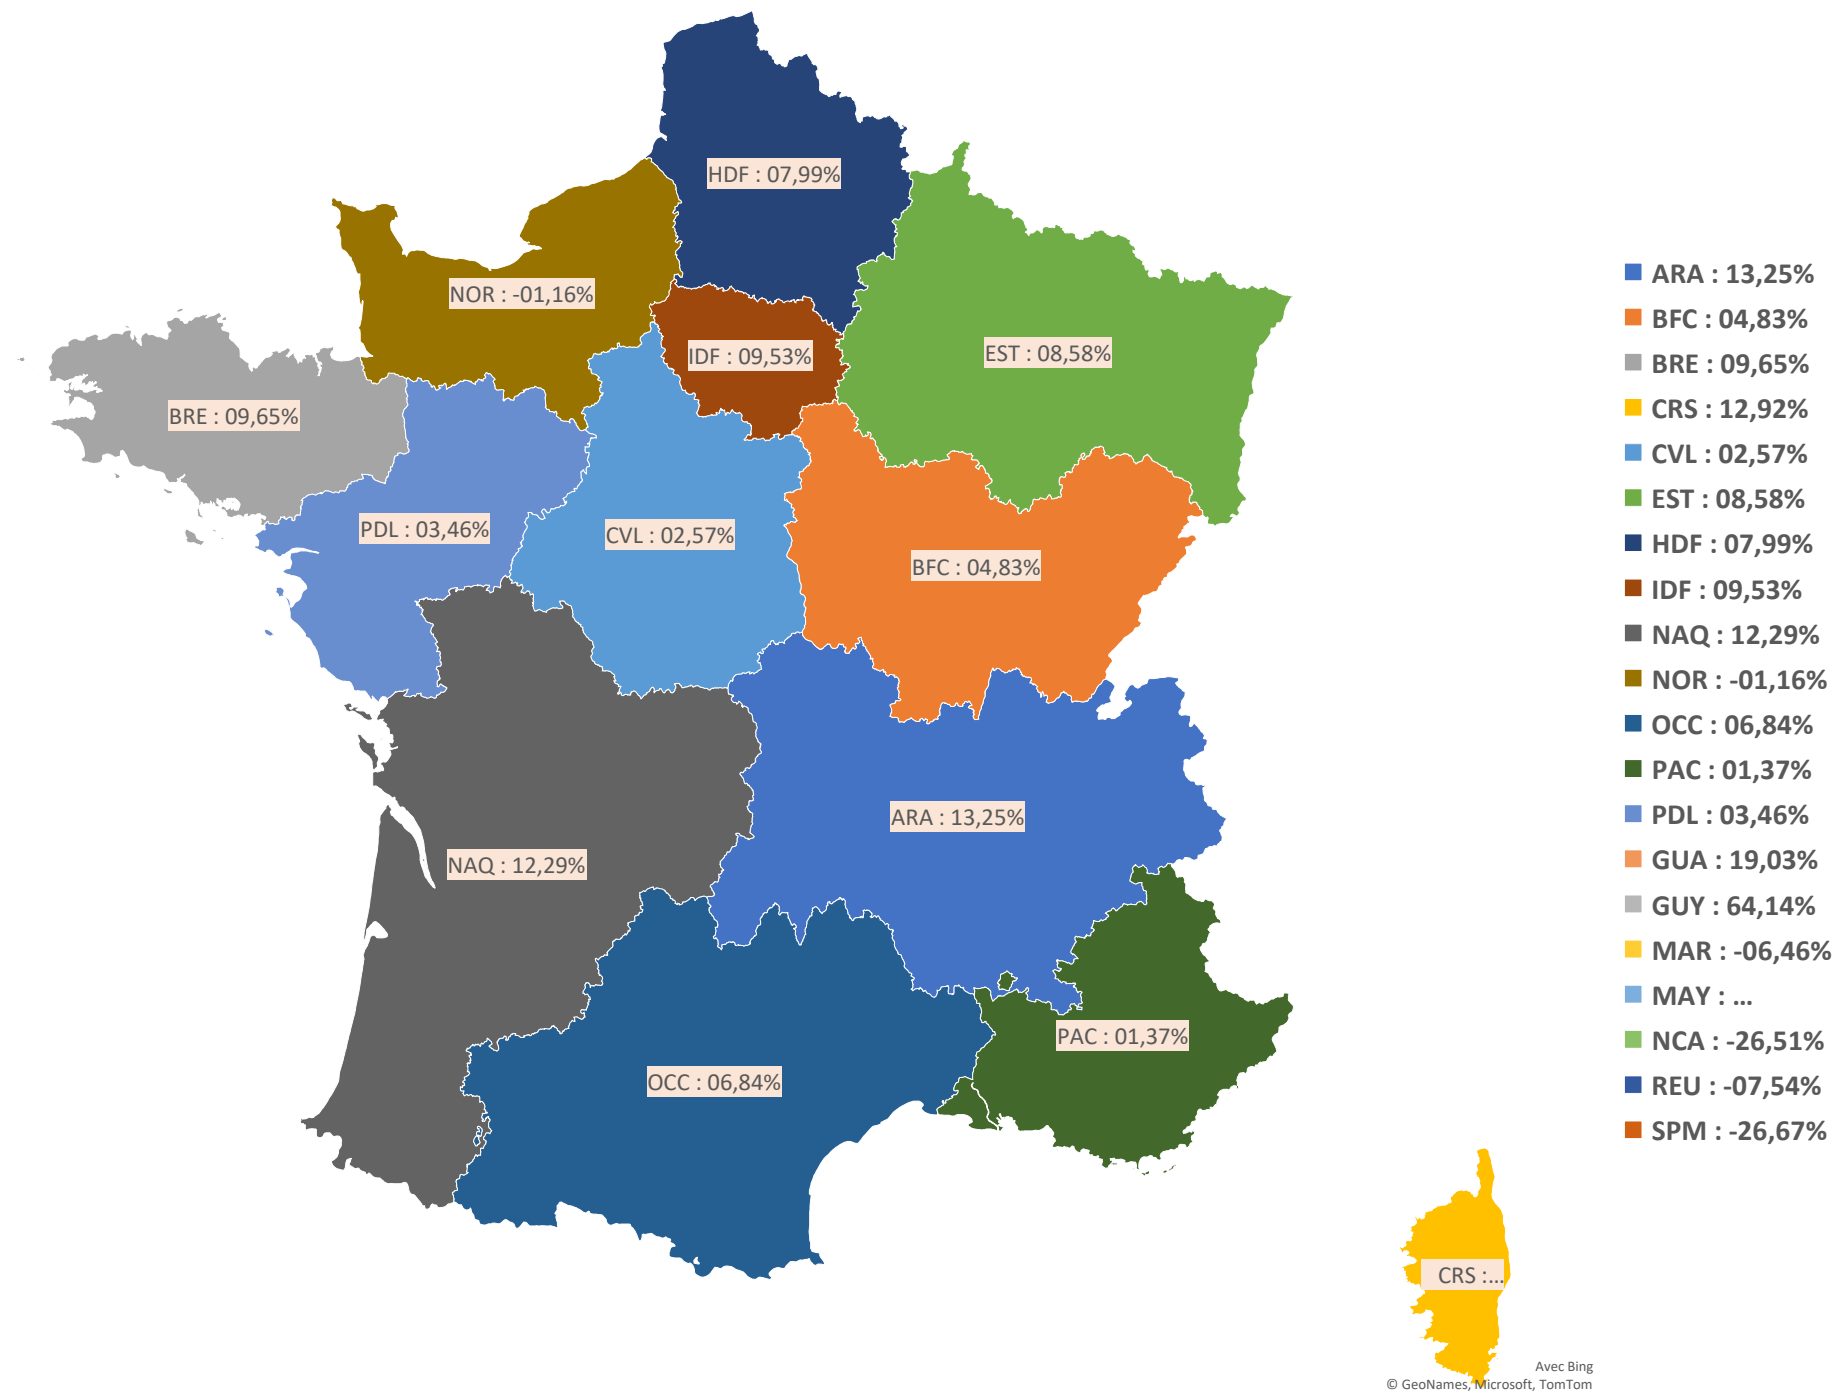 HDF : 07,99%
NOR : -01,16%
IDF : 09,53%
EST : 08,58%
BRE : 09,65%
PDL : 03,46%
CVL : 02,57%
BFC : 04,83%
ARA : 13,25%
NAQ : 12,29%
PAC : 01,37%
OCC : 06,84%
CRS :...
ARA : 13,25%
BFC : 04,83%
BRE : 09,65%
CRS : 12,92%
CVL : 02,57%
EST : 08,58%
HDF : 07,99%
IDF : 09,53%
NAQ : 12,29%
NOR : -01,16%
OCC : 06,84%
PAC : 01,37%
PDL : 03,46%
GUA : 19,03%
GUY : 64,14%
MAR : -06,46%
MAY : ...
NCA : -26,51%
REU : -07,54%
SPM : -26,67%
Avec Bing
© GeoNames, Microsoft, TomTom